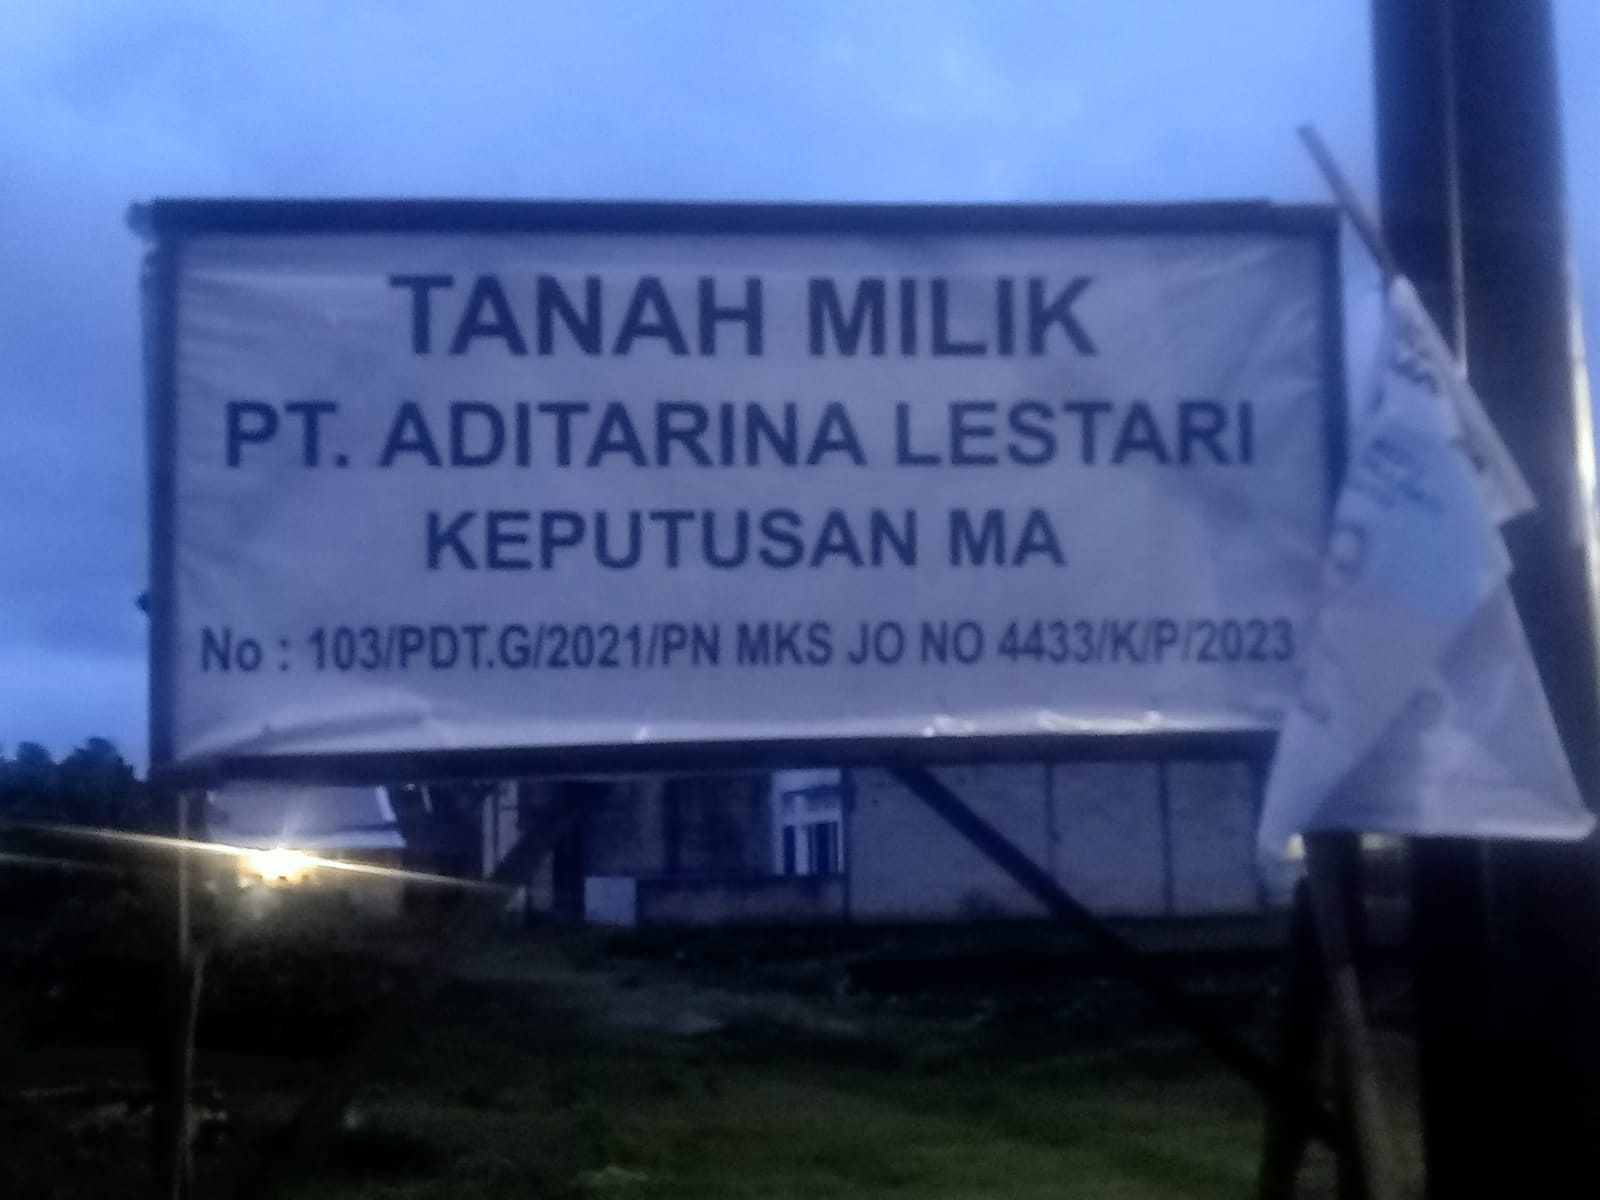 TANAH MILIK
PT. ADITARINA LESTARI
KEPUTUSAN MA
No : 103/PDT.G/2021/PN MKS JO NO 4433/K/P/2023